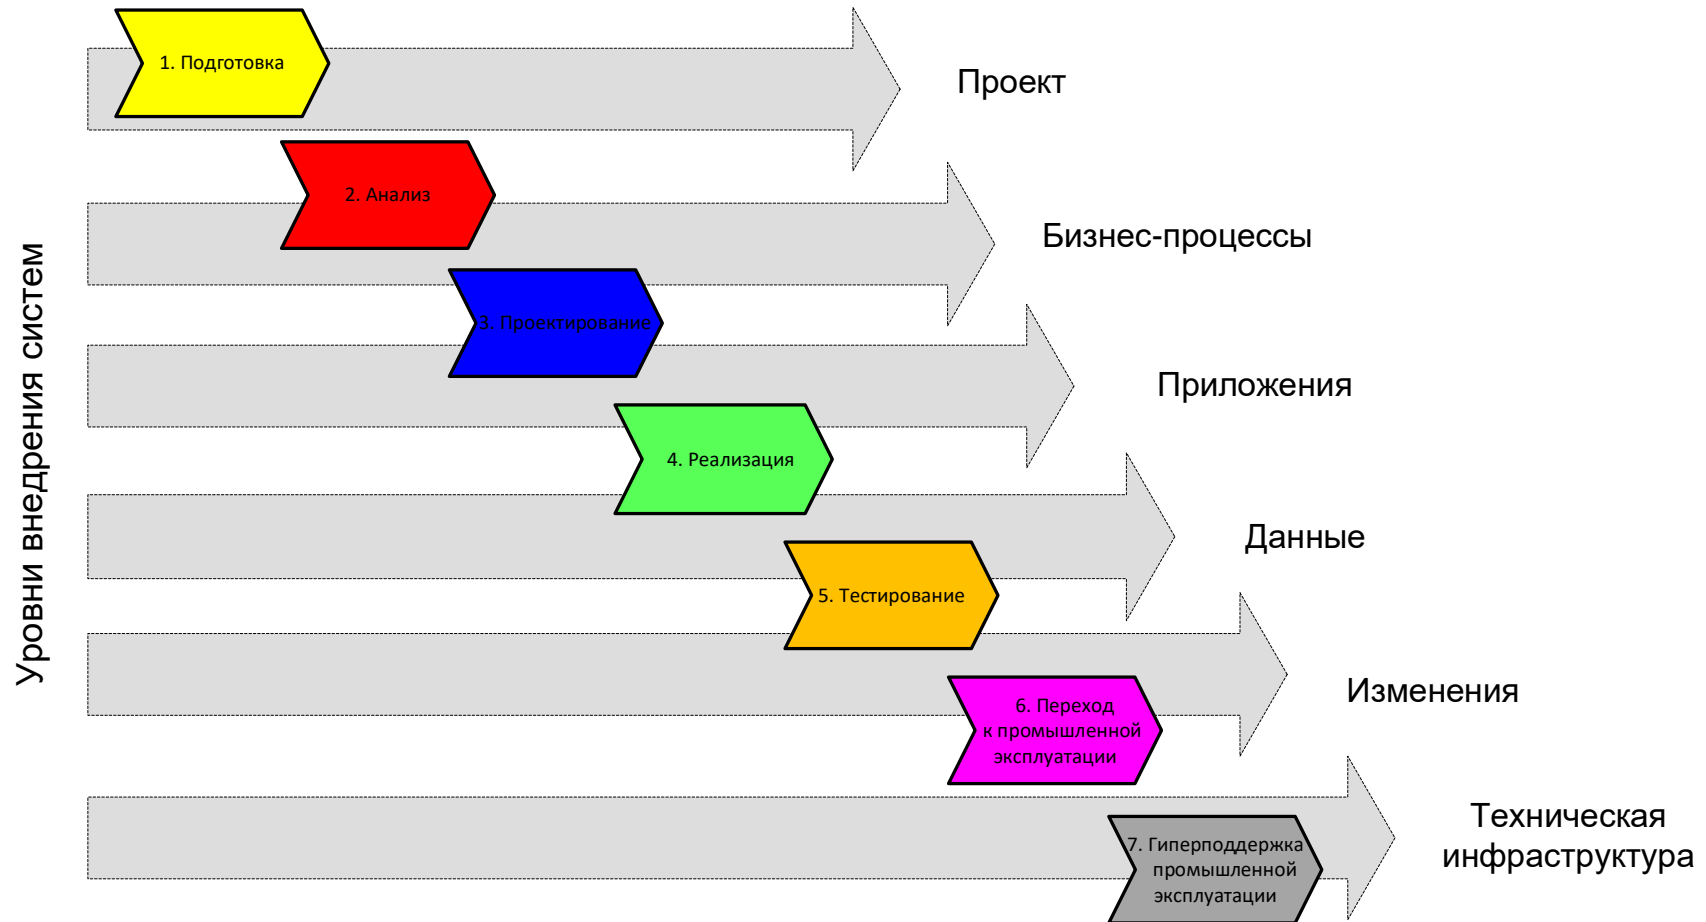 Уровни внедрения систем
1. Подготовка
Проект
2. Анализ
Бизнес-процессы
3. Проектирование
Приложения
4. Реализация
Данные
5. Тестирование
Изменения
6. Переход
к промышленной
эксплуатации
Техническая
инфраструктура
7. Гиперподдержка
промышленной
эксплуатации